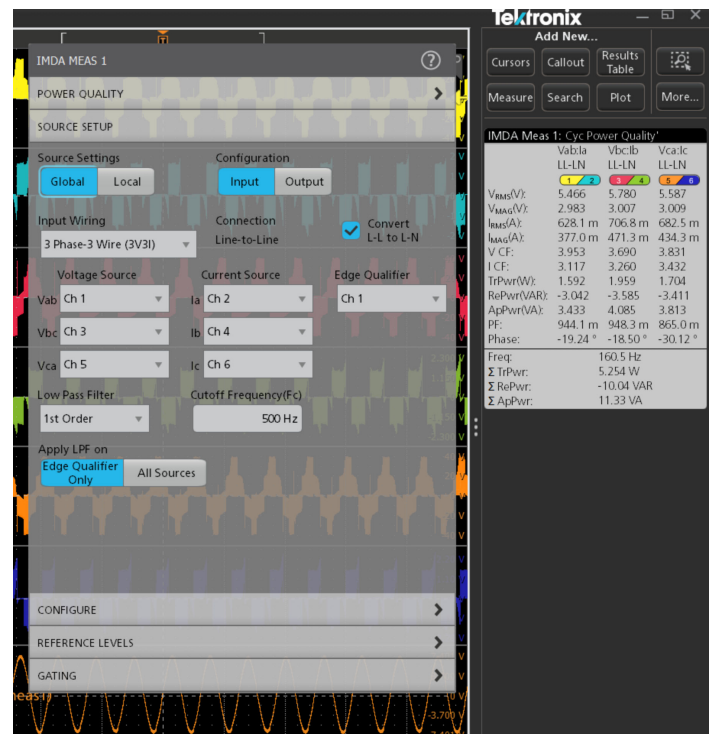 Tektronix
Add New...
Cursors
Callout
Results
Table
Measure
Search
Plot
More...
IMDA MEAS 1
?
POWER QUALITY
SOURCE SETUP
Source Settings
Configuration
Global
Local
Input
Output
Input Wiring
Connection
3 Phase-3 Wire (3V3I)
Line-to-Line
Convert
L-L to L-N
Voltage Source
Current Source
Edge Qualifier
Vab Ch 1
Ia Ch 2
Ch 1
Vbc Ch 3
Ib Ch 4
Vca Ch 5
Ic Ch 6
Low Pass Filter
Cutoff Frequency(Fc)
1st Order
500 Hz
Apply LPF on
Edge Qualifier
Only
All Sources
CONFIGURE
REFERENCE LEVELS
GATING
-3.700 V
IMDA Meas 1: Cyc Power Quality'
Vab:Ia Vbc:Ib Vca:Ic
LL-LN LL-LN LL-LN
1 2 3 4 5 6
VRMS(V): 5.466 5.780 5.587
VMAG(V): 2.983 3.007 3.009
IRMS(A): 628.1 m 706.8 m 682.5 m
IMAG(A): 377.0 m 471.3 m 434.3 m
V CF: 3.953 3.690 3.831
I CF: 3.117 3.260 3.432
TrPwr(W): 1.592 1.959 1.704
RePwr(VAR): -3.042 -3.585 -3.411
ApPwr(VA): 3.433 4.085 3.813
PF: 944.1 m 948.3 m 865.0 m
Phase: -19.24 ° -18.50 ° -30.12 °
Freq: 160.5 Hz
Σ TrPwr: 5.254 W
Σ RePwr: -10.04 VAR
Σ ApPwr: 11.33 VA